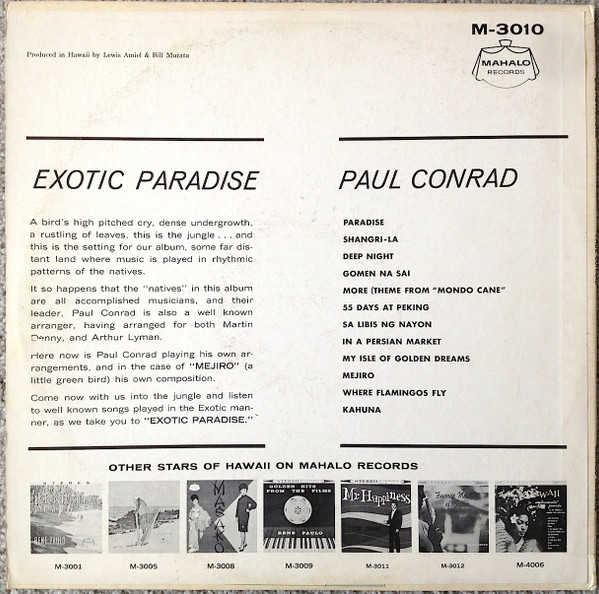 M-3010
Produced in Hawaii by Lewis Amiel & Bill Murata
MAHALO
RECORDS
EXOTIC PARADISE
A bird's high pitched cry, dense undergrowth,
a rustling of leaves, this is the jungle . . . and
this is the setting for our album, some far dis-
tant land where music is played in rhythmic
patterns of the natives.
It so happens that the "natives" in this album
are all accomplished musicians, and their
leader, Paul Conrad is also a well known
arranger, having arranged for both Martin
Denny, and Arthur Lyman.
Here now is Paul Conrad playing his own ar-
rangements, and in the case of "MEJIRO" (a
little green bird) his own composition.
Come now with us into the jungle and listen
to well known songs played in the Exotic man-
ner, as we take you to "EXOTIC PARADISE."
PAUL CONRAD
PARADISE
SHANGRI-LA
DEEP NIGHT
GOMEN NA SAI
MORE (THEME FROM "MONDO CANE"
55 DAYS AT PEKING
SA LIBIS NG NAYON
IN A PERSIAN MARKET
MY ISLE OF GOLDEN DREAMS
MEJIRO
WHERE FLAMINGOS FLY
KAHUNA
OTHER STARS OF HAWAII ON MAHALO RECORDS
STEREO
RENE PAULO
MASAKO
STEREO
GOLDEN HITS
FROM THE FILMS
RENE PAULO
STEREO
Mr. Happiness
Favorite
M-3001
M-3005
M-3008
M-3009
M-3011
M-3012
M-4006